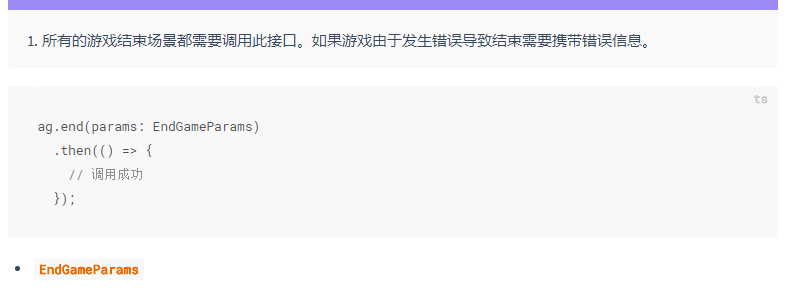 1. 所有的游戏结束场景都需要调用此接口。如果游戏由于发生错误导致结束需要携带错误信息。
ts
ag.end(params: EndGameParams)
.then(() => {
// 调用成功
});
• EndGameParams